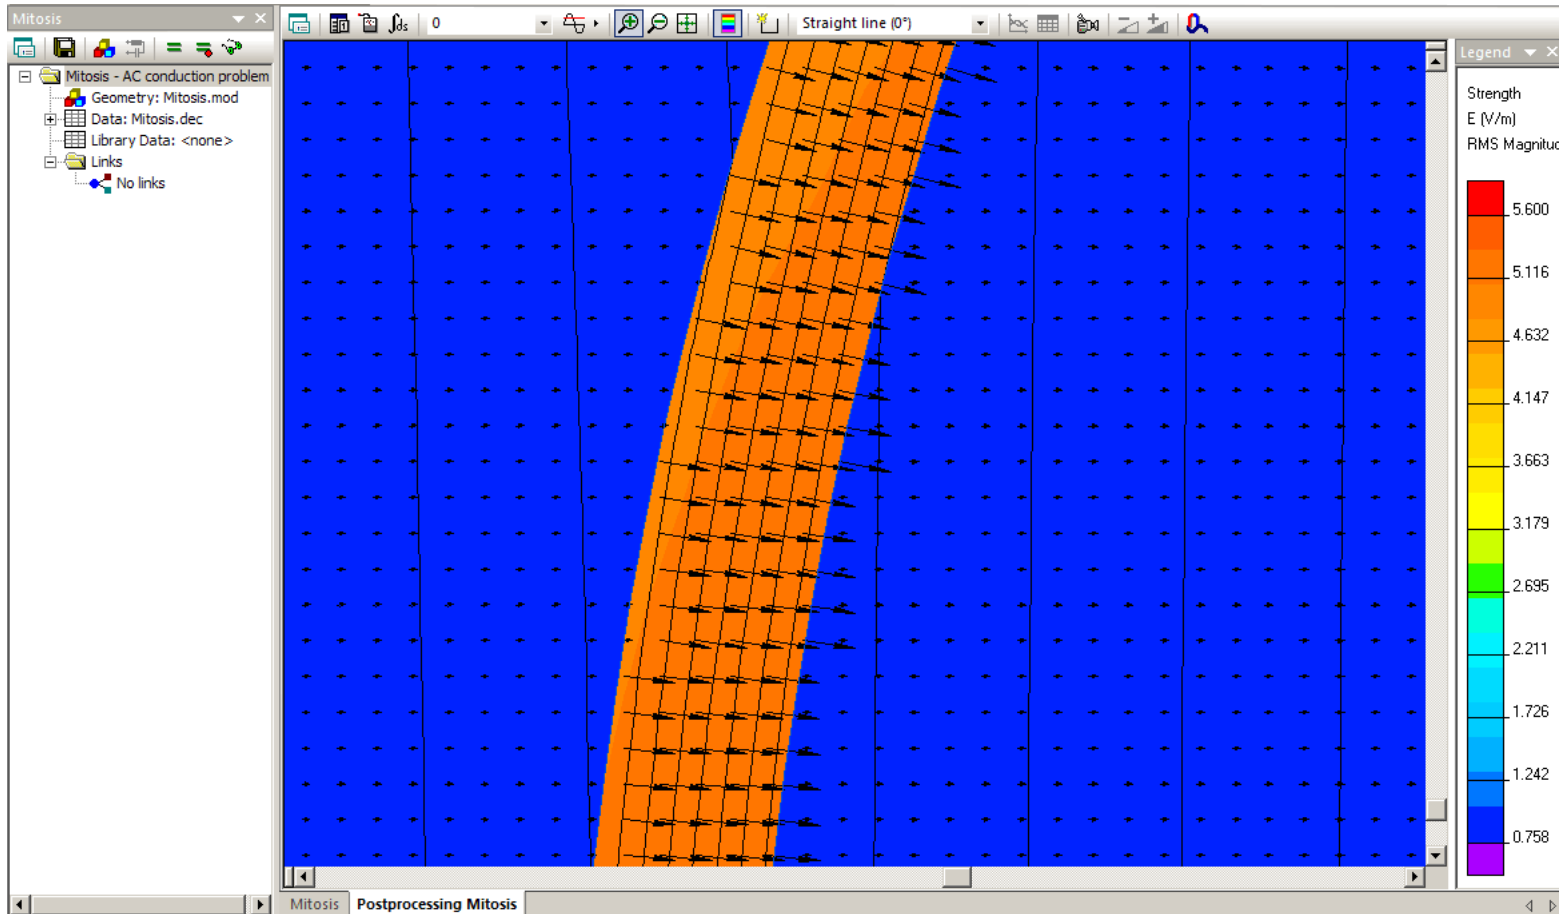 Mitosis
0
Straight line (0°)
Mitosis - AC conduction problem
Geometry: Mitosis.mod
Data: Mitosis.dec
Library Data: <none>
Links
No links
Legend
Strength
E (V/m)
RMS Magnituc
5.600
5.116
4.632
4.147
3.663
3.179
2.695
2.211
1.726
1.242
0.758
Mitosis
Postprocessing Mitosis